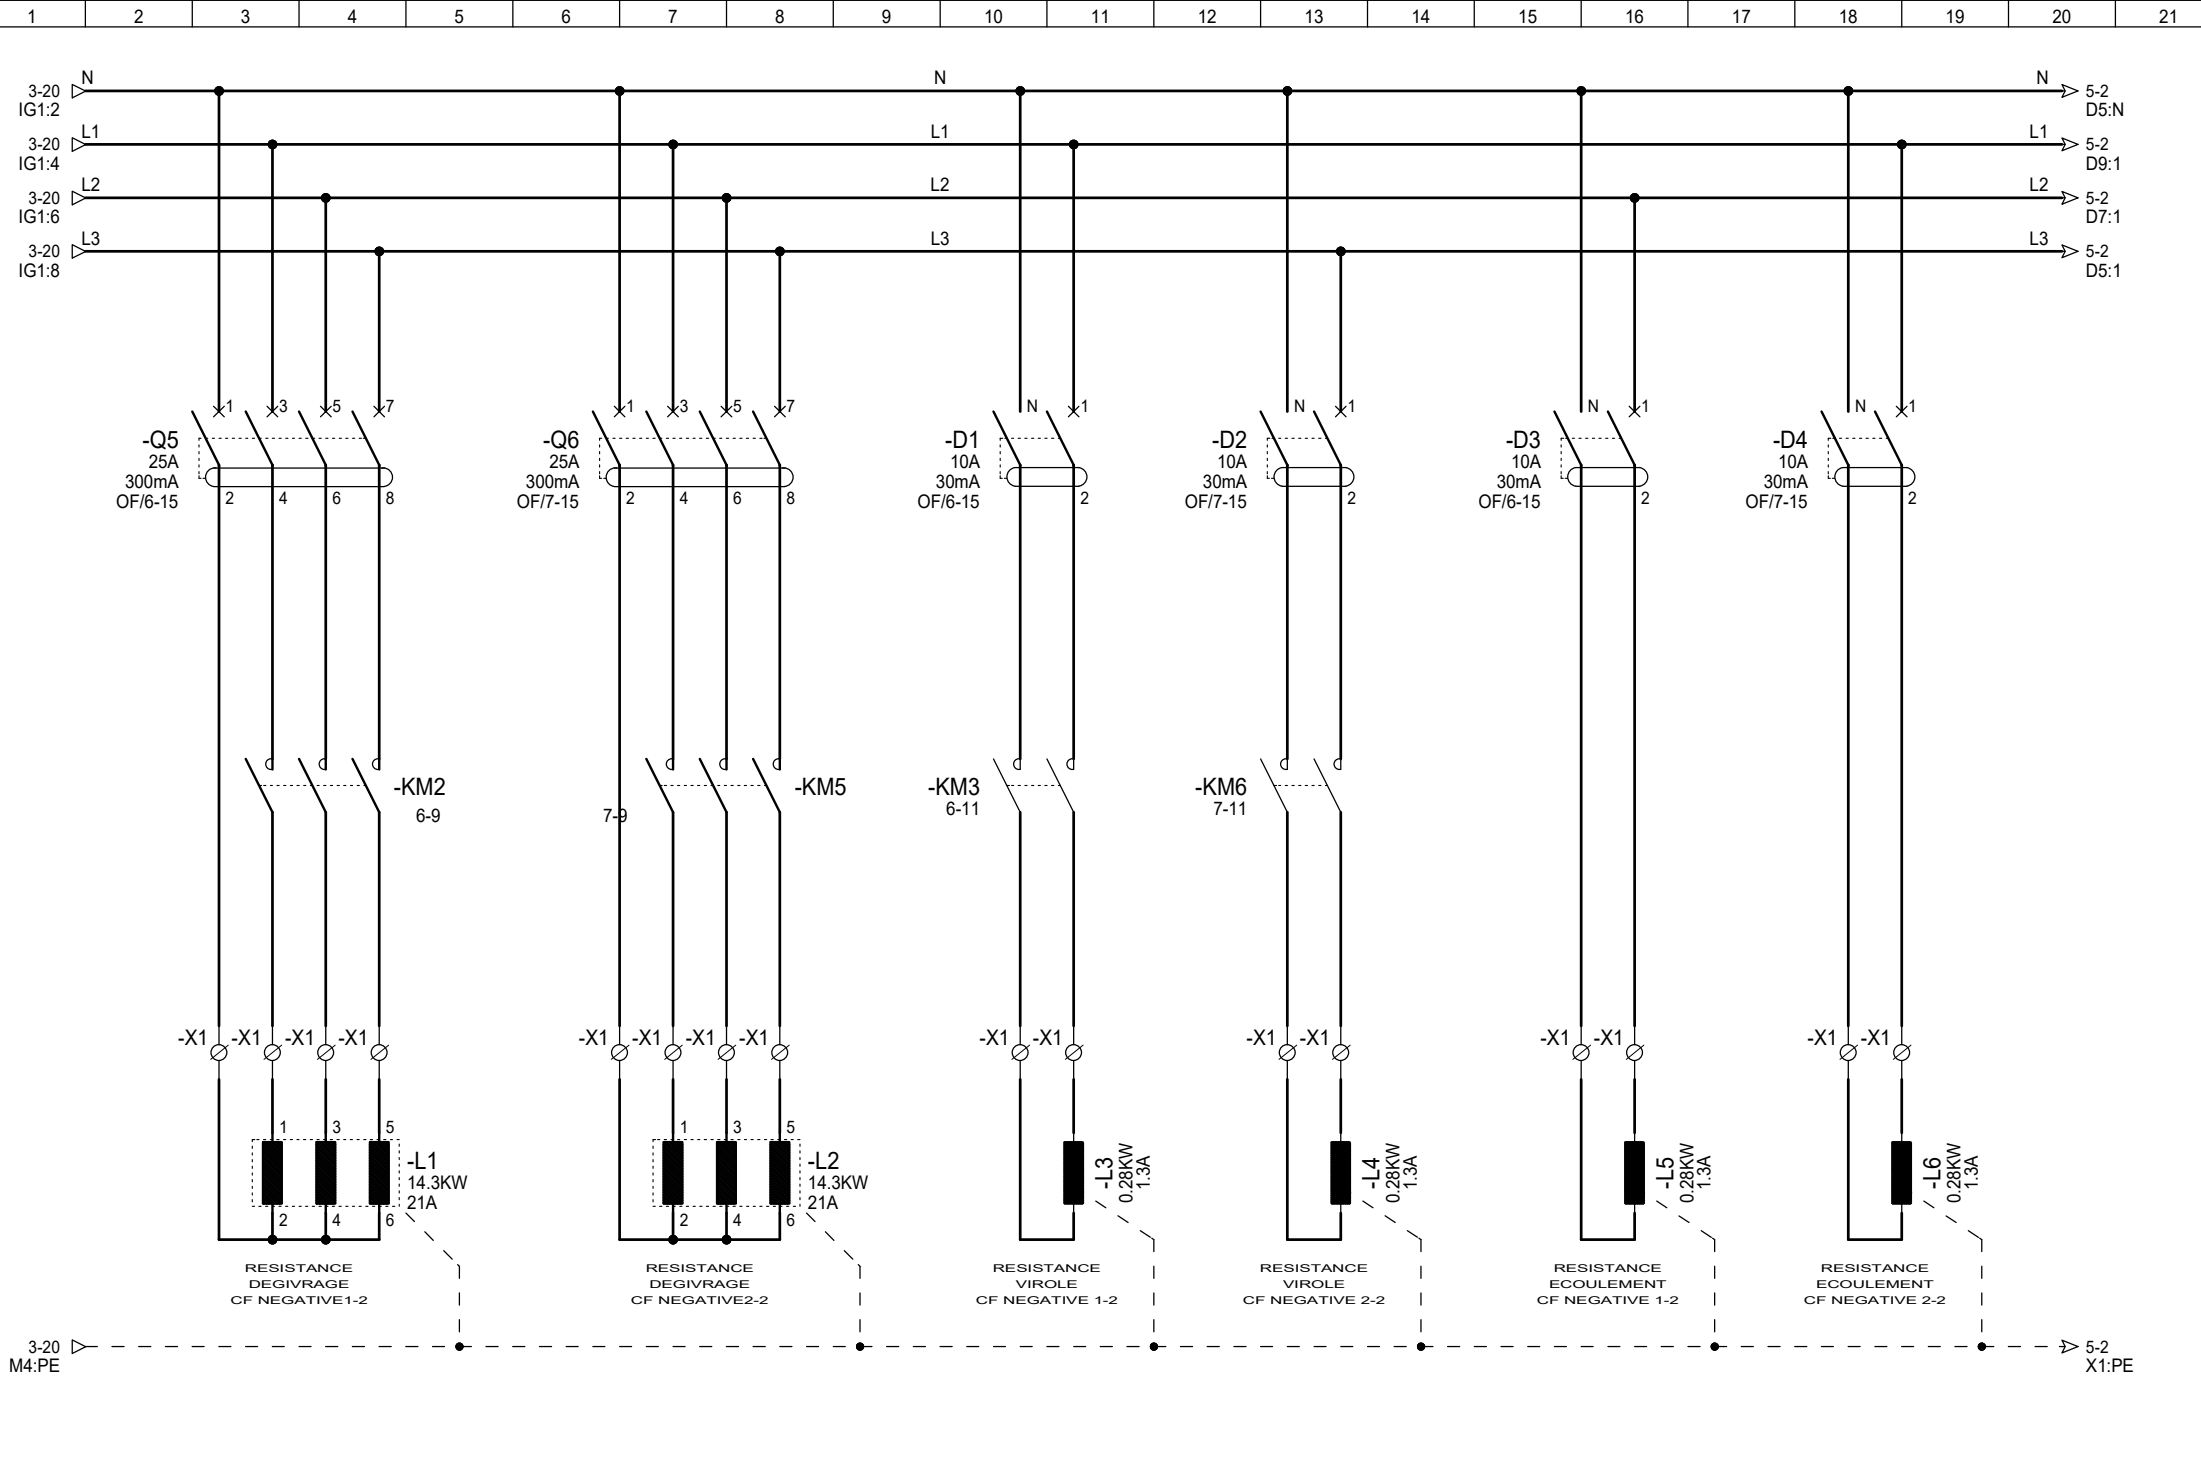 1 2 3 4 5 6 7 8 9 10 11 12 13 14 15 16 17 18 19 20 21
N N N
3-20 5-2
IG1:2 D5:N
L1 L1 L1
3-20 5-2
IG1:4 D9:1
L2 L2 L2
3-20 5-2
IG1:6 D7:1
L3 L3 L3
3-20 5-2
IG1:8 D5:1
1 3 5 7 1 3 5 7 N 1 N 1 N 1 N 1
-Q5 -Q6 -D1 -D2 -D3 -D4
25A 25A 10A 10A 10A 10A
300mA 300mA 30mA 30mA 30mA 30mA
OF/6-15 2 4 6 8 OF/7-15 2 4 6 8 OF/6-15 2 OF/7-15 2 OF/6-15 2 OF/7-15 2
-KM2 -KM5 -KM3 -KM6
6-9 7-9 6-11 7-11
-X1 -X1 -X1 -X1 -X1 -X1 -X1 -X1 -X1 -X1 -X1 -X1 -X1 -X1 -X1 -X1
1 3 5 1 3 5
-L1
14.3KW
21A
-L2
14.3KW
21A
-L3
0.28KW
1.3A
-L4
0.28KW
1.3A
-L5
0.28KW
1.3A
-L6
0.28KW
1.3A
2 4 6 2 4 6
RESISTANCE
DEGIVRAGE
CF NEGATIVE1-2
RESISTANCE
DEGIVRAGE
CF NEGATIVE2-2
RESISTANCE
VIROLE
CF NEGATIVE 1-2
RESISTANCE
VIROLE
CF NEGATIVE 2-2
RESISTANCE
ECOULEMENT
CF NEGATIVE 1-2
RESISTANCE
ECOULEMENT
CF NEGATIVE 2-2
3-20 5-2
M4:PE X1:PE